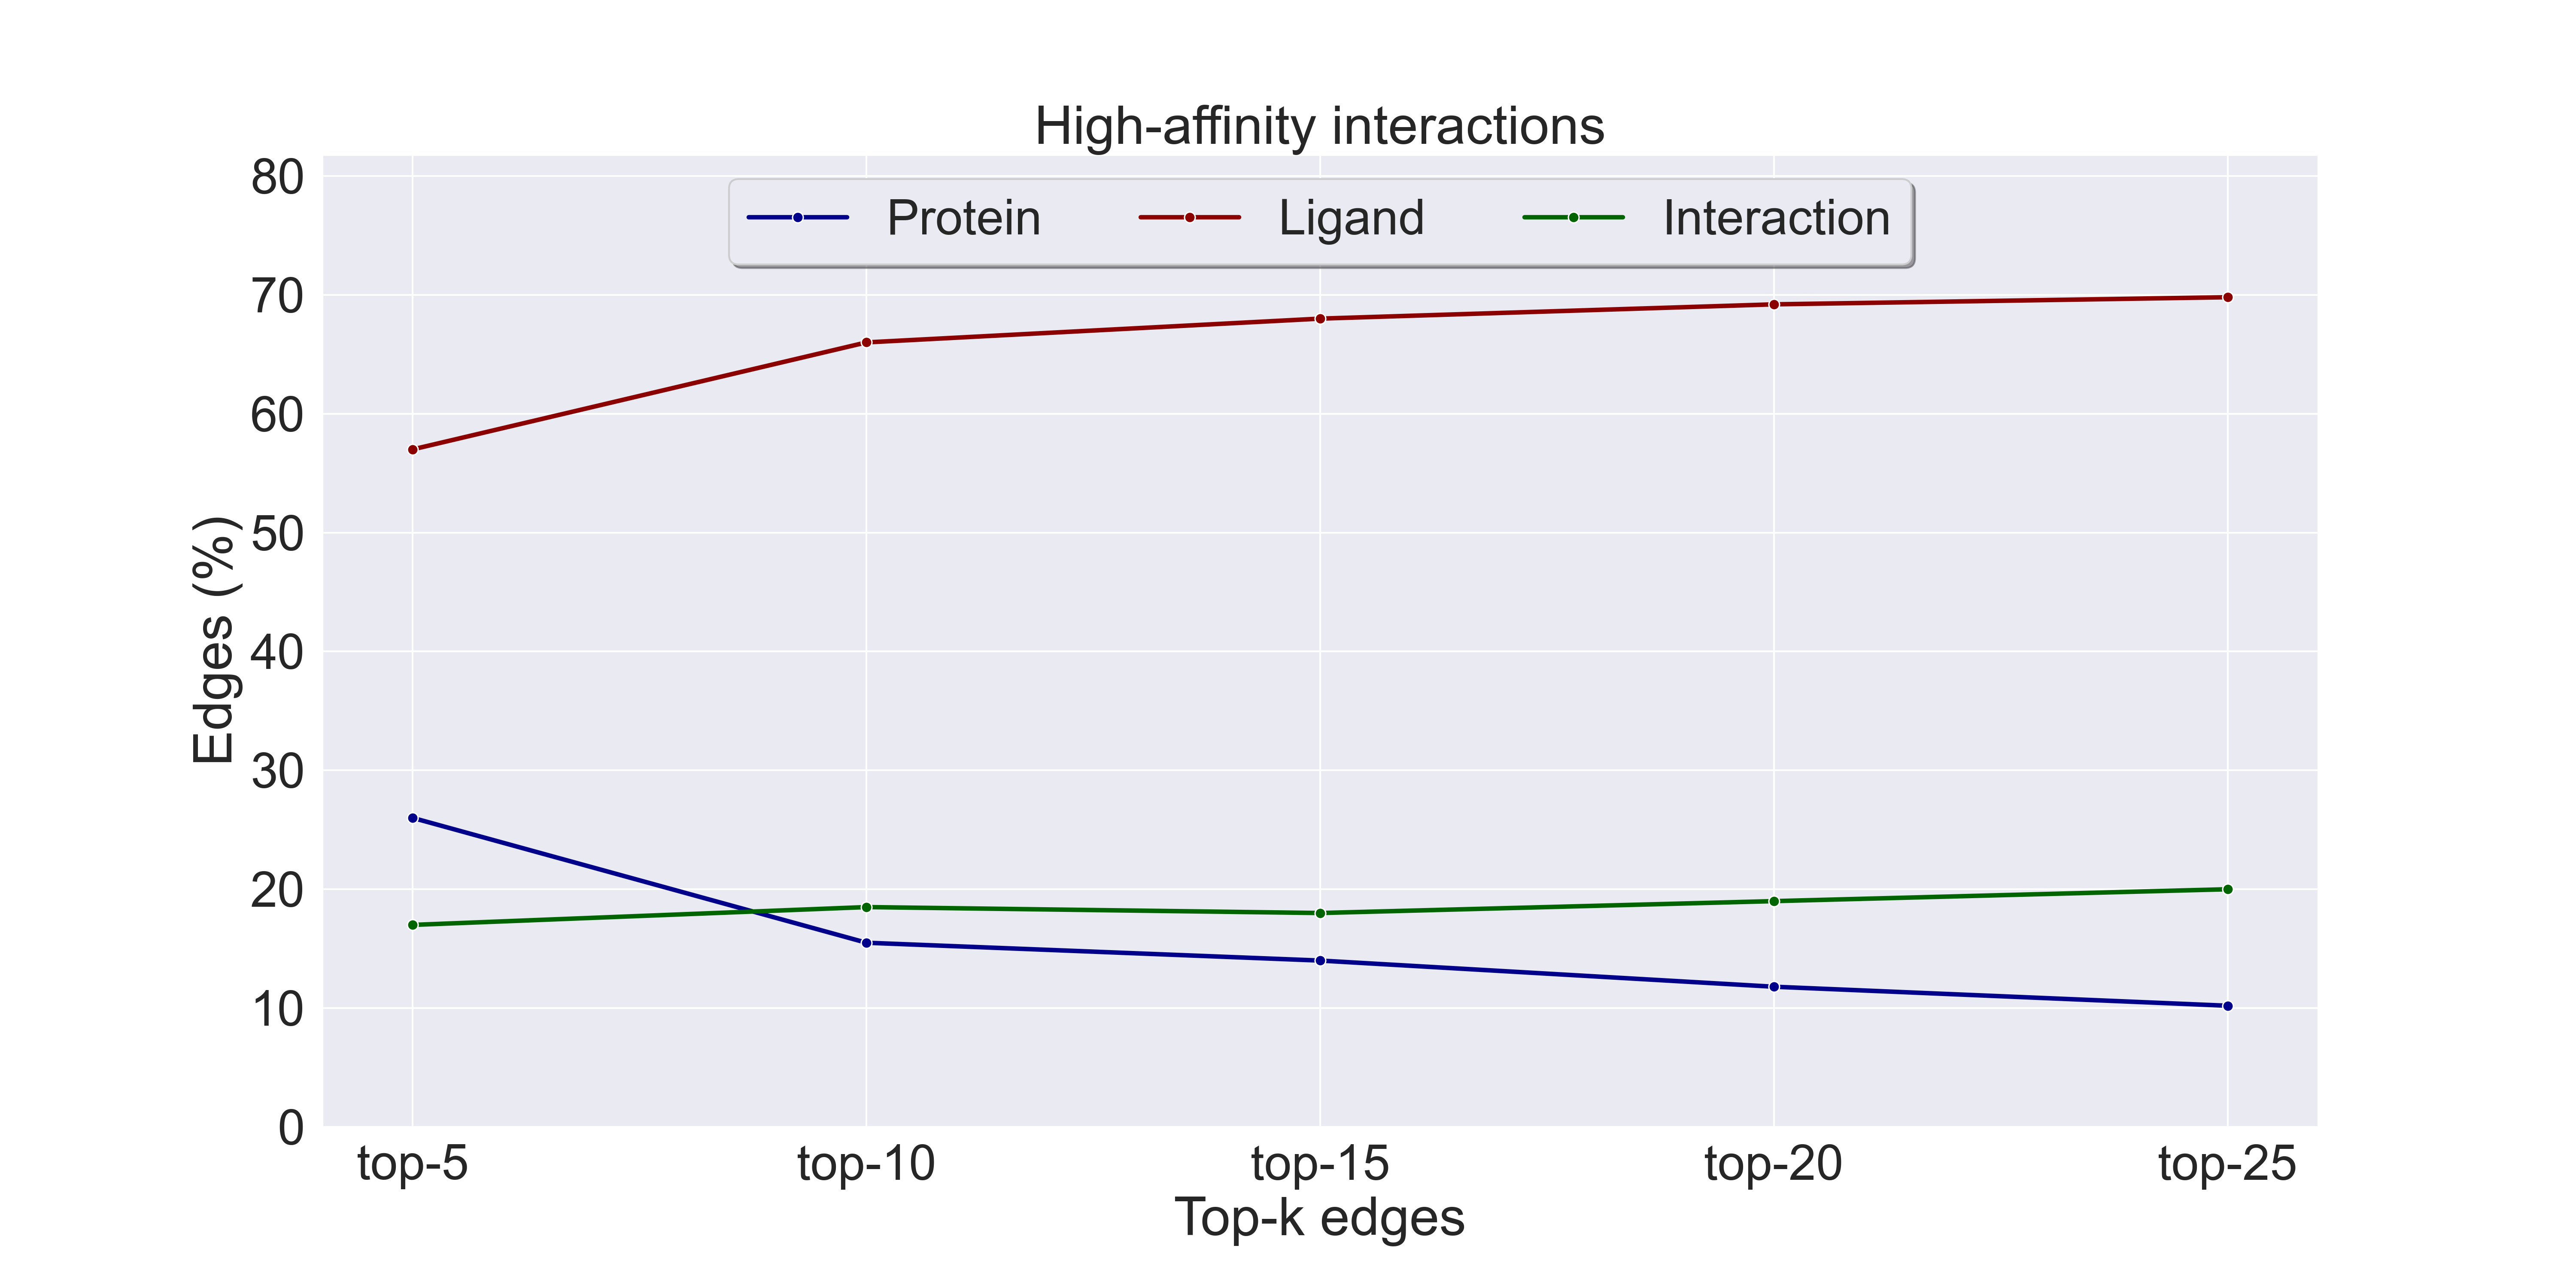 High-affinity interactions
Protein Ligand Interaction
80
70
60
50
40
30
20
10
0
Edges (%)
top-5 top-10 top-15 top-20 top-25
Top-k edges